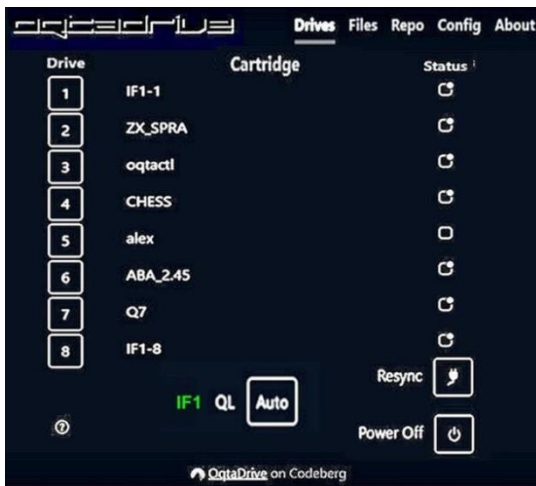 oqtadrive Drives Files Repo Config About
Drive Cartridge Status i
1 IF1-1
2 ZX_SPRA
3 oqtactl
4 CHESS
5 alex
6 ABA_2.45
7 Q7
8 IF1-8
Resync
IF1 QL Auto
Power Off
?
OqtaDrive on Codeberg